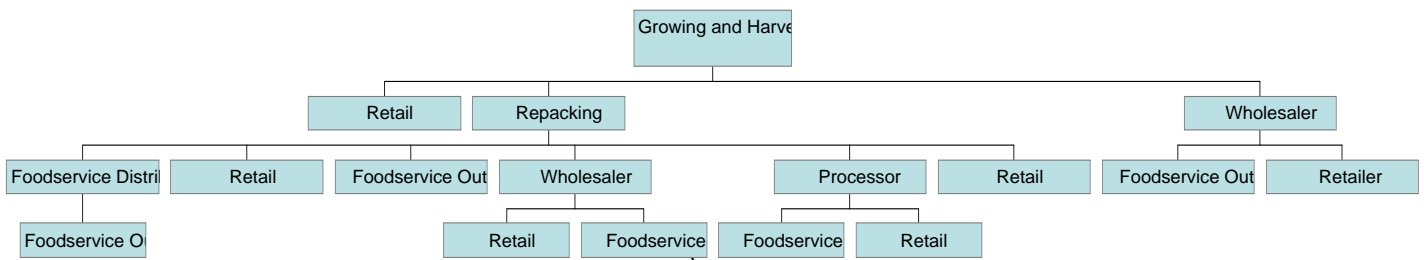 Growing and Harve
Retail
Repacking
Wholesaler
Foodservice Distri
Retail
Foodservice Out
Wholesaler
Processor
Retail
Foodservice Out
Retailer
Foodservice O
Retail
Foodservice
Foodservice
Retail